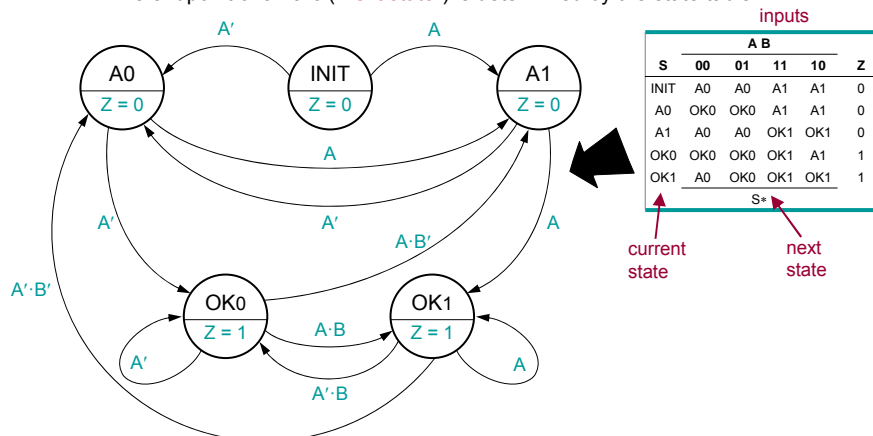 inputs
A′
A
A0
Z = 0
INIT
Z = 0
A1
Z = 0
A
A′
A′
A·B′
A
A′·B′
OK0
Z = 1
OK1
Z = 1
A·B
A′·B
A′
A
A B
S 00 01 11 10 Z
INIT A0 A0 A1 A1 0
A0 OK0 OK0 A1 A1 0
A1 A0 A0 OK1 OK1 0
OK0 OK0 OK0 OK1 A1 1
OK1 A0 OK0 OK1 OK1 1
S*
current
state
next
state